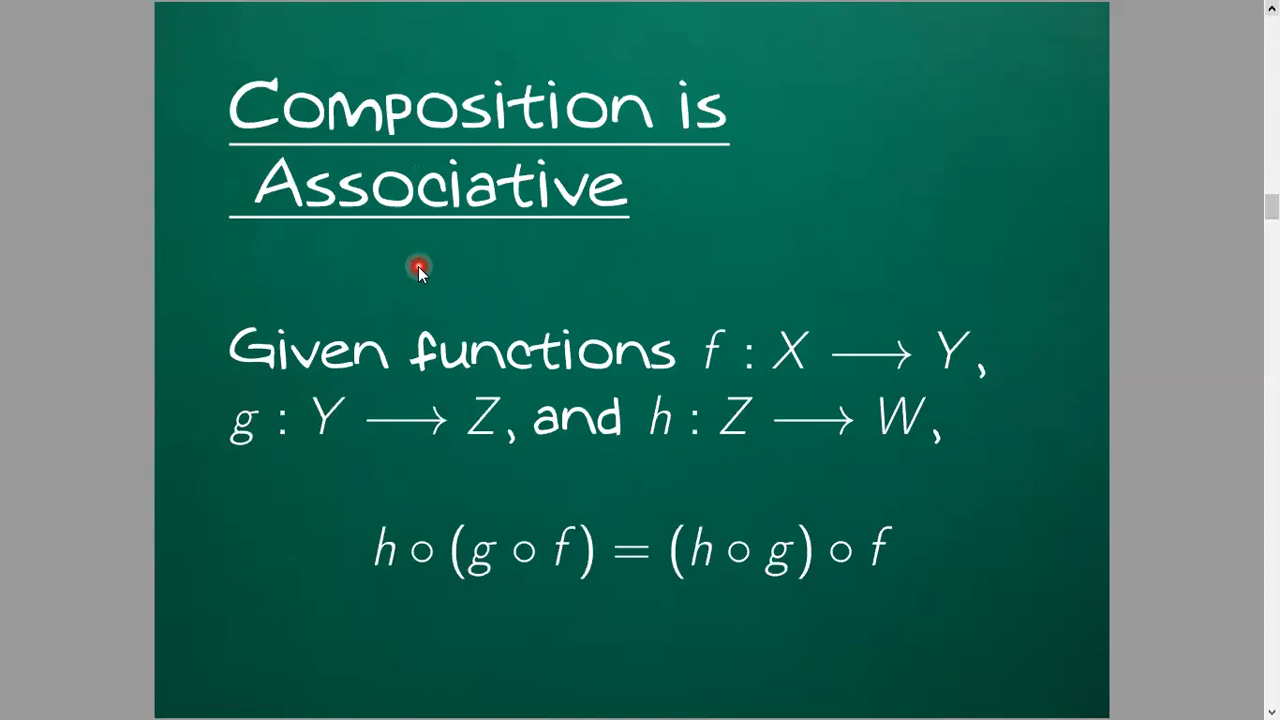 Composition is
Associative
Given functions f : X ⟶ Y,
g : Y ⟶ Z, and h : Z ⟶ W,
h ∘ (g ∘ f) = (h ∘ g) ∘ f